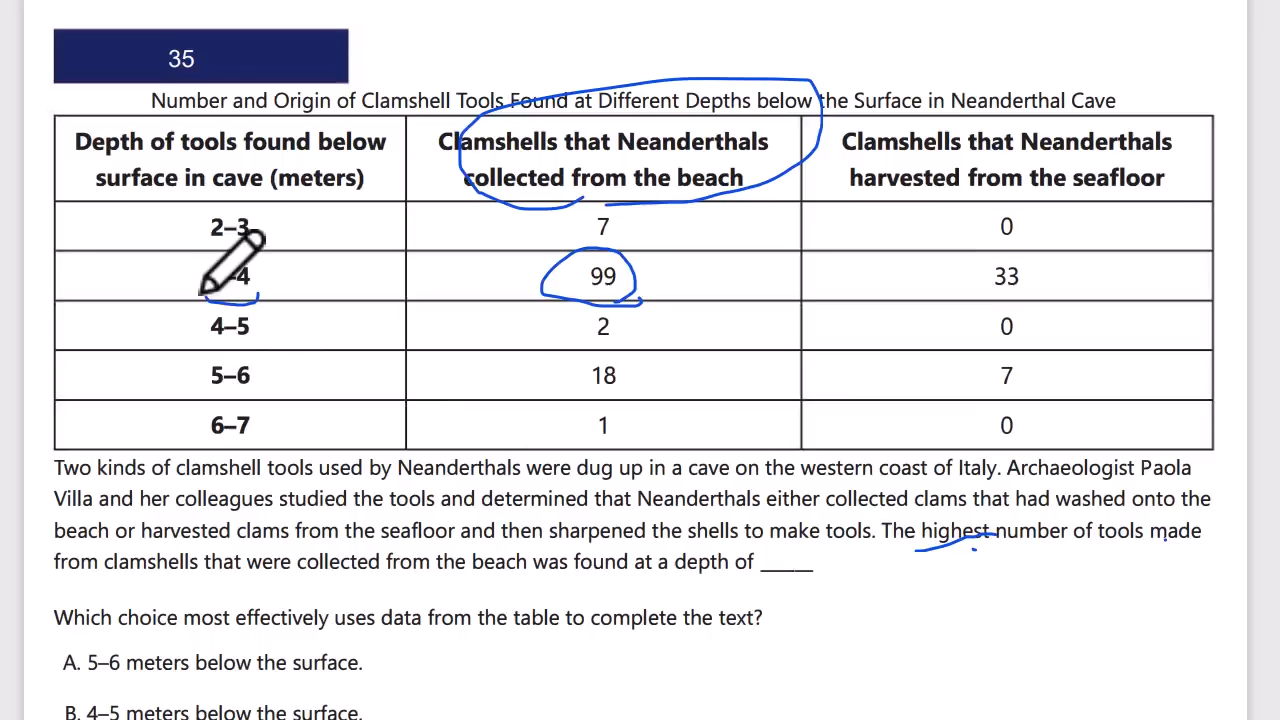 35
Number and Origin of Clamshell Tools Found at Different Depths below the Surface in Neanderthal Cave
Depth of tools found below surface in cave (meters) Clamshells that Neanderthals collected from the beach Clamshells that Neanderthals harvested from the seafloor
2–3 7 0
–4 99 33
4–5 2 0
5–6 18 7
6–7 1 0
Two kinds of clamshell tools used by Neanderthals were dug up in a cave on the western coast of Italy. Archaeologist Paola
Villa and her colleagues studied the tools and determined that Neanderthals either collected clams that had washed onto the
beach or harvested clams from the seafloor and then sharpened the shells to make tools. The highest number of tools made
from clamshells that were collected from the beach was found at a depth of _____
Which choice most effectively uses data from the table to complete the text?
A. 5–6 meters below the surface.
B. 4–5 meters below the surface.